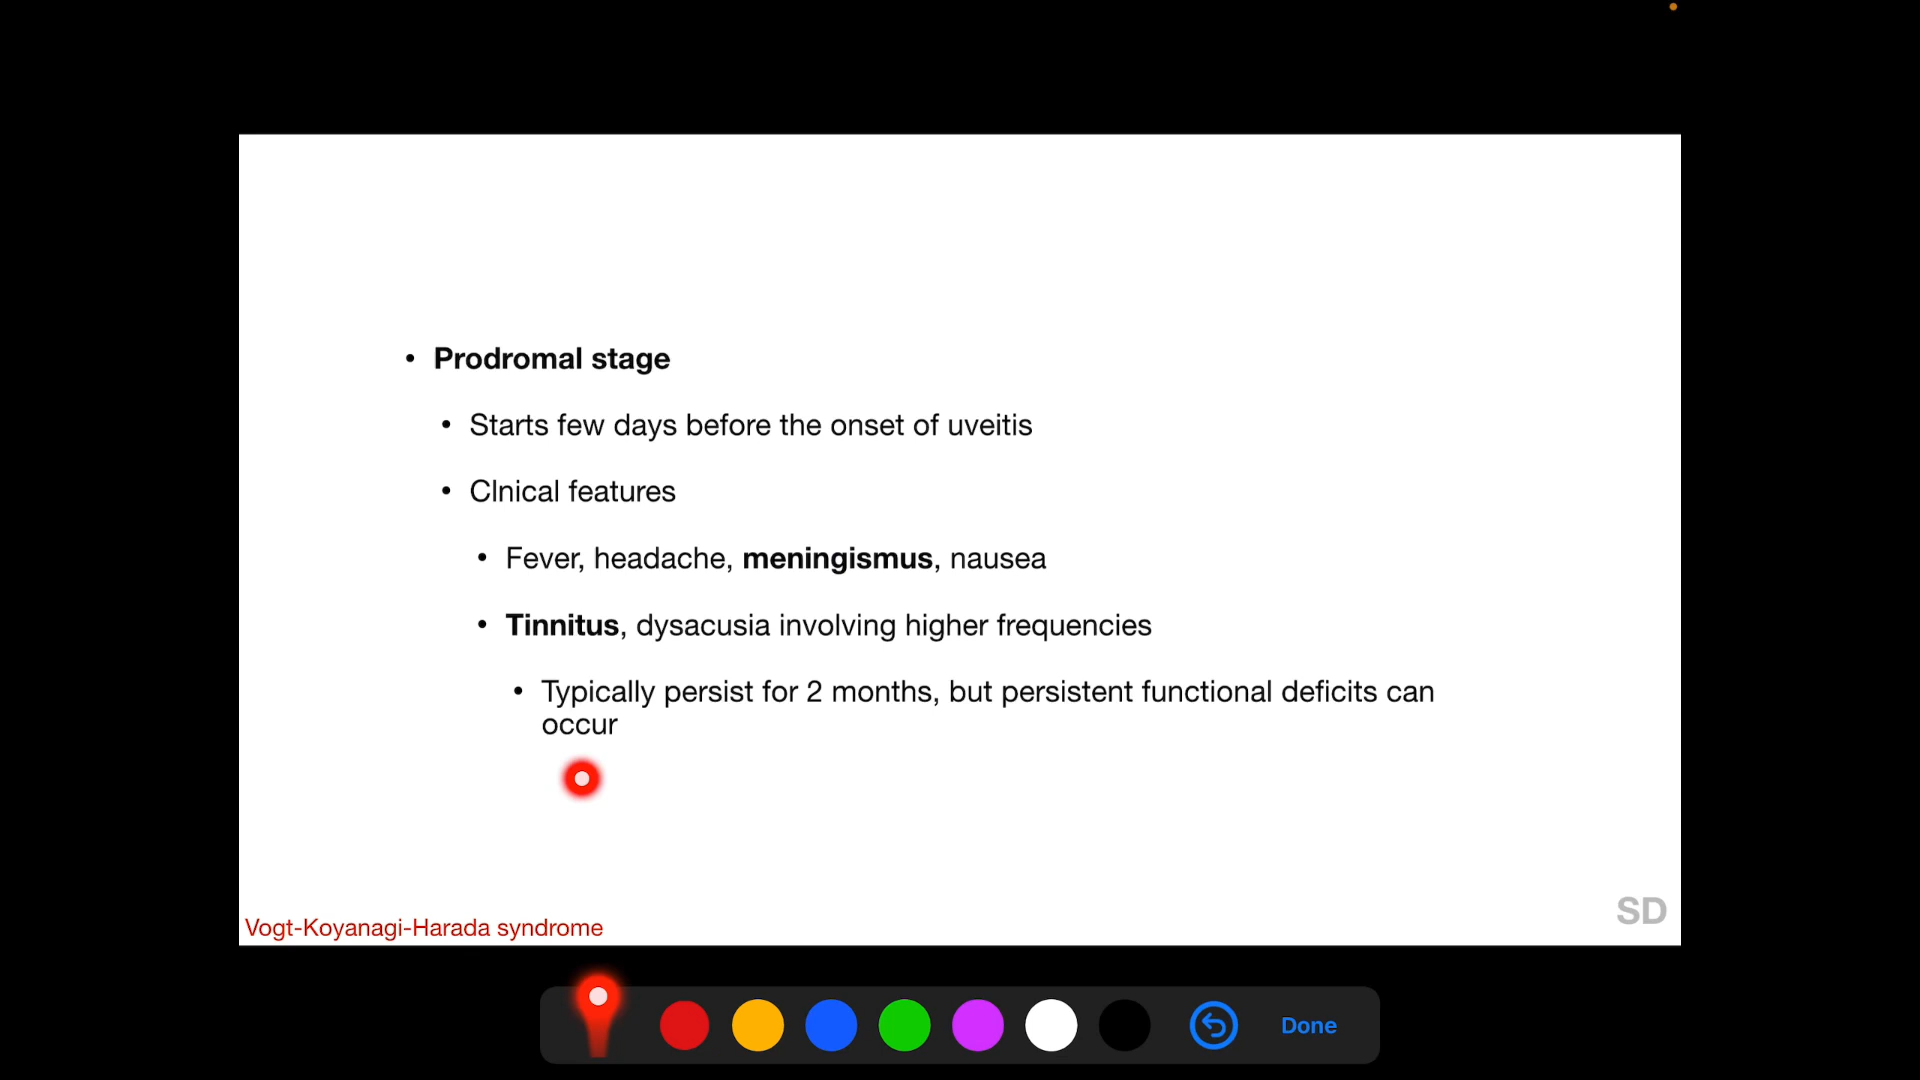 • Prodromal stage
• Starts few days before the onset of uveitis
• Clnical features
• Fever, headache, meningismus, nausea
• Tinnitus, dysacusia involving higher frequencies
• Typically persist for 2 months, but persistent functional deficits can
occur
SD
Vogt-Koyanagi-Harada syndrome
Done